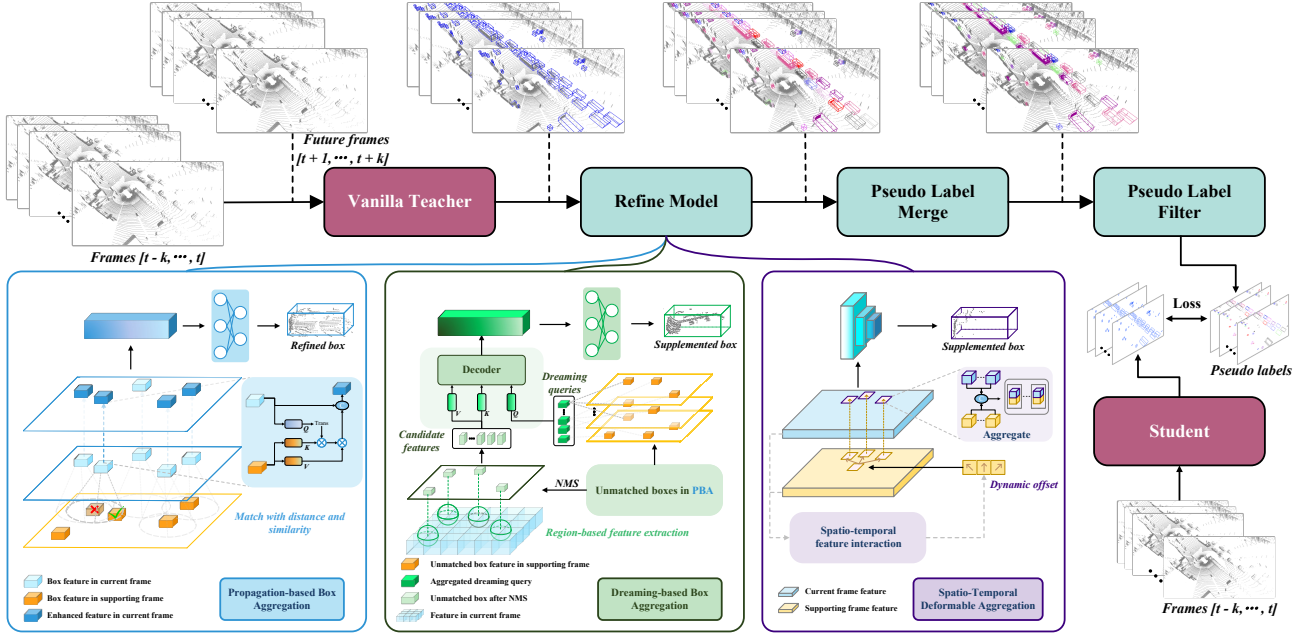 Future frames
[t + 1, ⋯ , t + k]
Frames [t - k, ⋯ , t]
Vanilla Teacher
Refine Model
Pseudo Label
Merge
Pseudo Label
Filter
Refined box
Q
Trans
K
V
Match with distance and
similarity
Box feature in current frame
Box feature in supporting frame
Enhanced feature in current frame
Propagation-based Box
Aggregation
Supplemented box
Decoder
Dreaming
queries
V
K
Q
Candidate
features
NMS
Unmatched boxes in PBA
Region-based feature extraction
Unmatched box feature in supporting frame
Aggregated dreaming query
Unmatched box after NMS
Feature in current frame
Dreaming-based Box
Aggregation
Supplemented box
Aggregate
Dynamic offset
Spatio-temporal
feature interaction
Current frame feature
Supporting frame feature
Spatio-Temporal
Deformable Aggregation
Loss
Pseudo labels
Student
Frames [t - k, ⋯ , t]